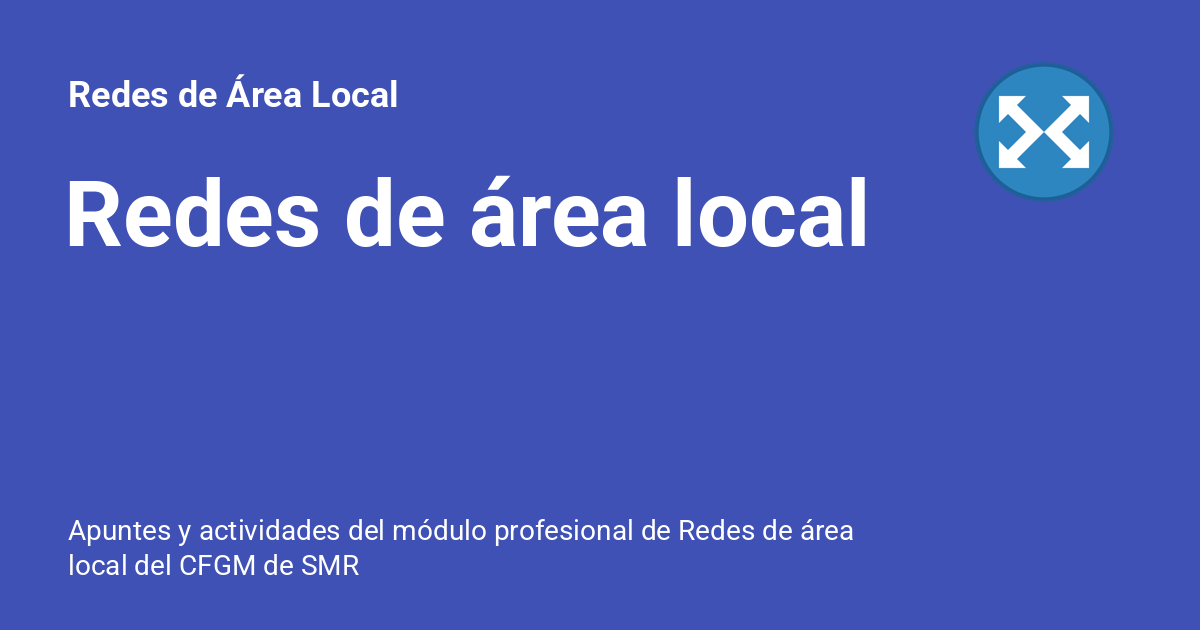 Redes de Área Local
Redes de área local
Apuntes y actividades del módulo profesional de Redes de área
local del CFGM de SMR